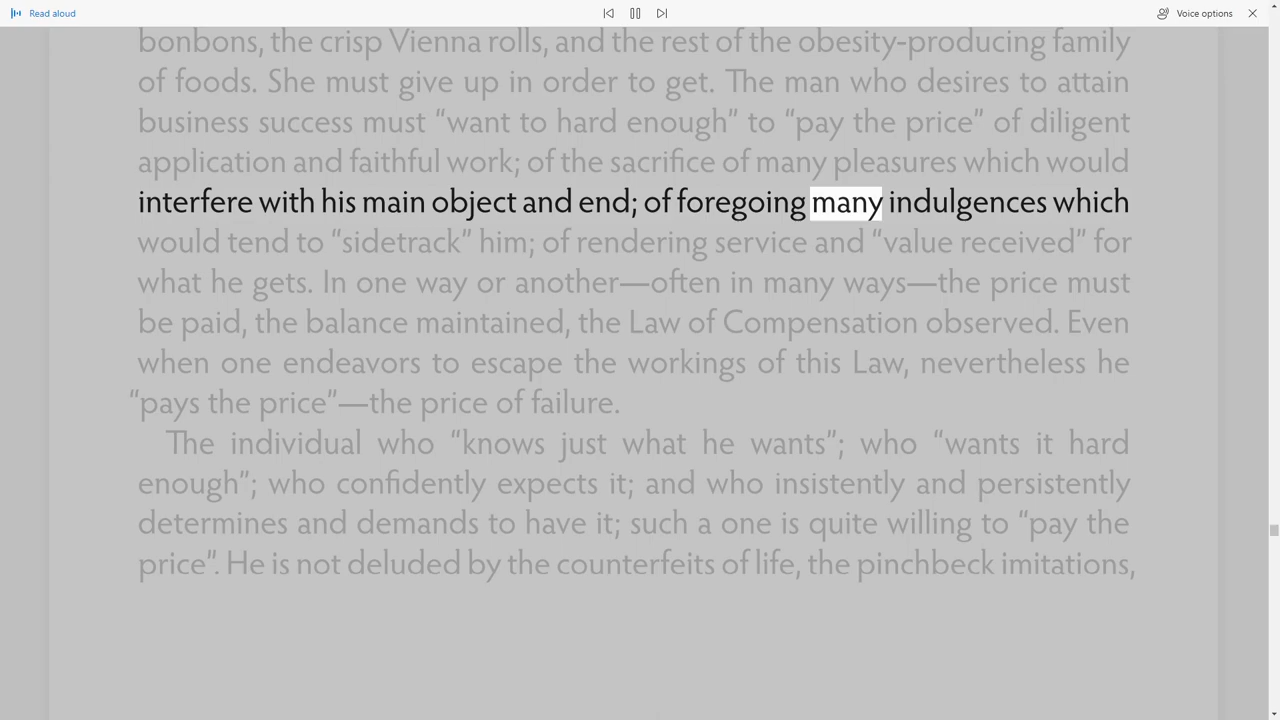 Read aloud
Voice options
bonbons, the crisp Vienna rolls, and the rest of the obesity-producing family
of foods. She must give up in order to get. The man who desires to attain
business success must “want to hard enough” to “pay the price” of diligent
application and faithful work; of the sacrifice of many pleasures which would
interfere with his main object and end; of foregoing many indulgences which
would tend to “sidetrack” him; of rendering service and “value received” for
what he gets. In one way or another—often in many ways—the price must
be paid, the balance maintained, the Law of Compensation observed. Even
when one endeavors to escape the workings of this Law, nevertheless he
“pays the price”—the price of failure.
The individual who “knows just what he wants”; who “wants it hard
enough”; who confidently expects it; and who insistently and persistently
determines and demands to have it; such a one is quite willing to “pay the
price”. He is not deluded by the counterfeits of life, the pinchbeck imitations,